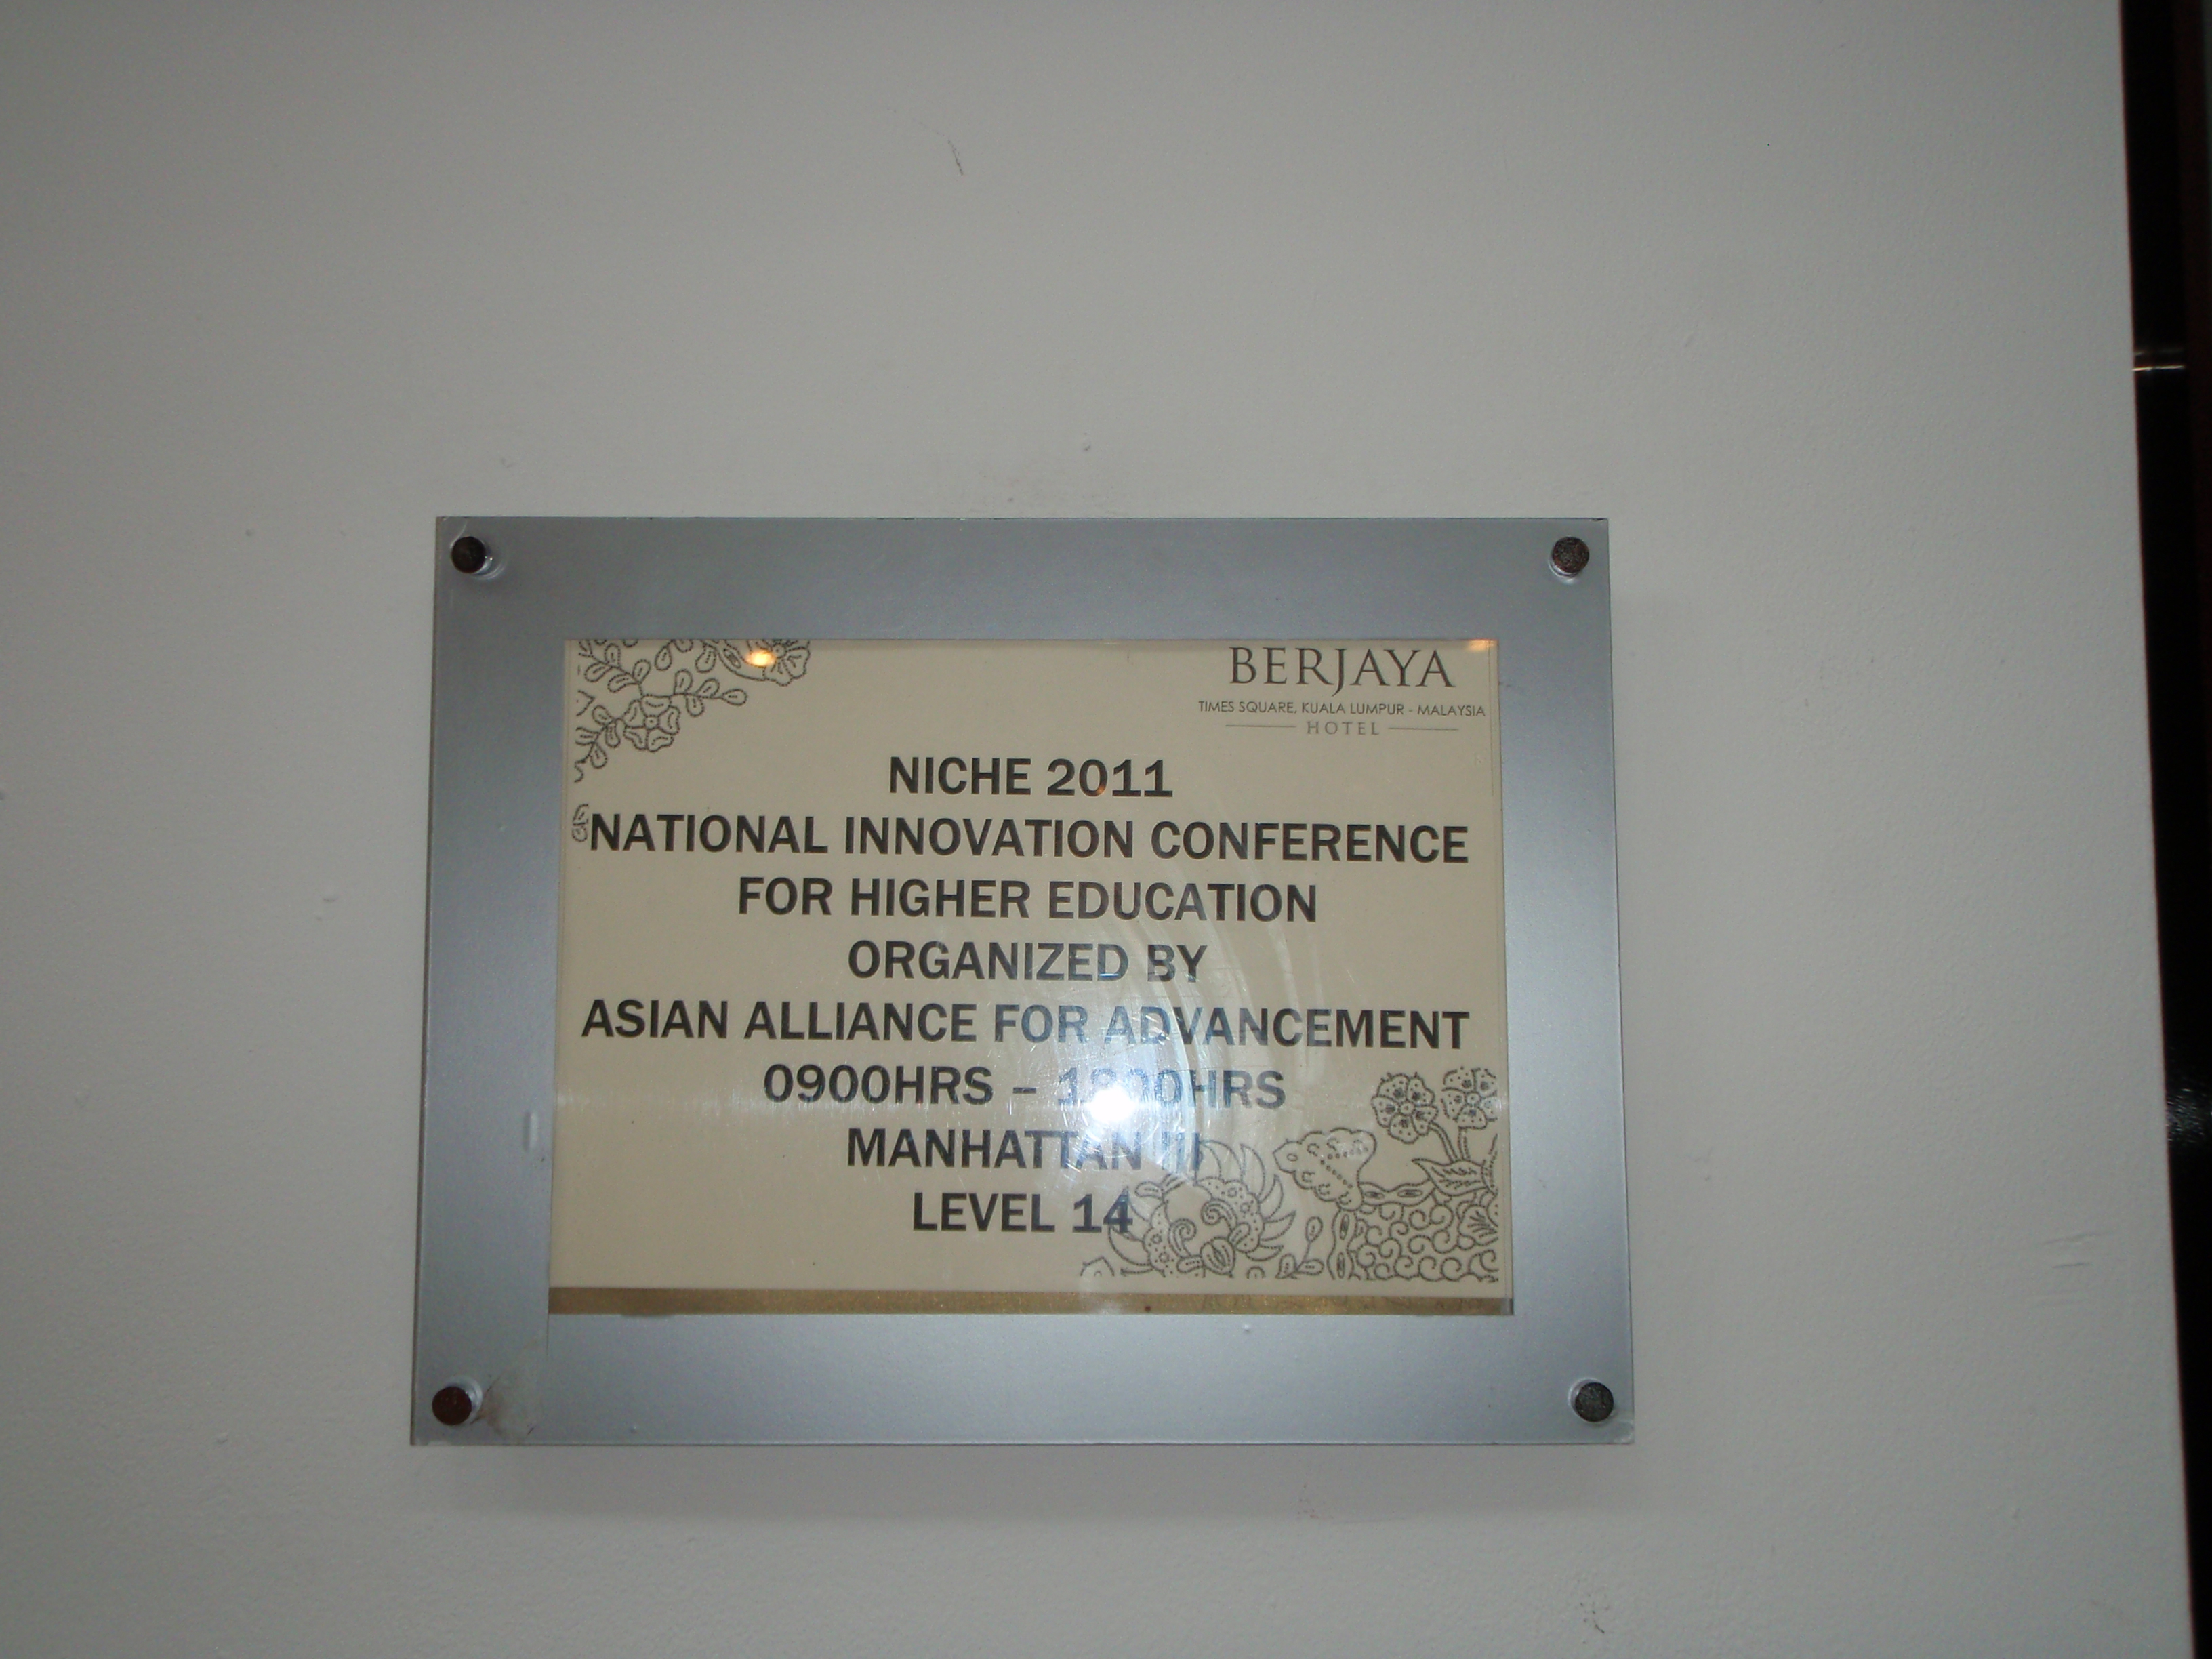 BERJAYA
TIMES SQUARE, KUALA LUMPUR - MALAYSIA
HOTEL
NICHE 2011
NATIONAL INNOVATION CONFERENCE
FOR HIGHER EDUCATION
ORGANIZED BY
ASIAN ALLIANCE FOR ADVANCEMENT
0900HRS –
MANHATTAN III
LEVEL 14